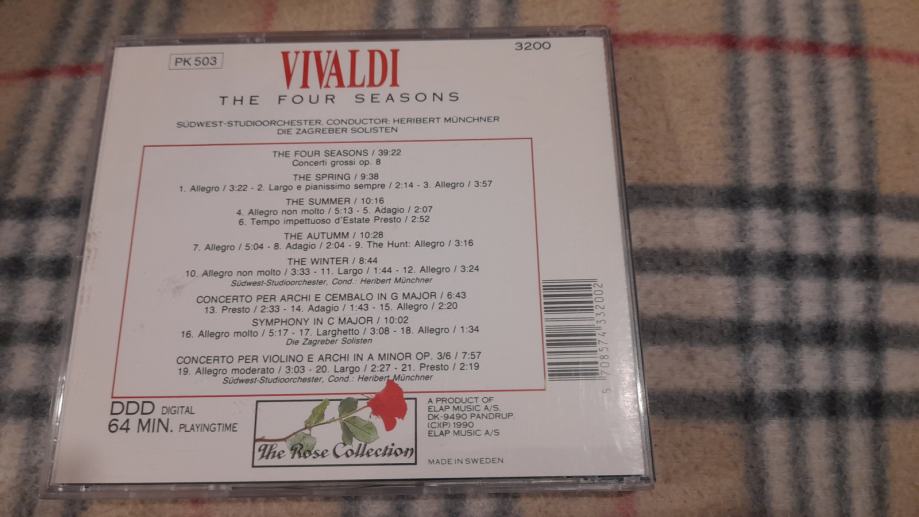 PK 503
3200
VIVALDI
THE FOUR SEASONS
SÜDWEST-STUDIOORCHESTER, CONDUCTOR: HERIBERT MÜNCHNER
DIE ZAGREBER SOLISTEN
THE FOUR SEASONS / 39:22
Concerti grossi op. 8
THE SPRING / 9:38
1. Allegro / 3:22 - 2. Largo e pianissimo sempre / 2:14 - 3. Allegro / 3:57
THE SUMMER / 10:16
4. Allegro non molto / 5:13 - 5. Adagio / 2:07
6. Tempo impettuoso d'Estate Presto / 2:52
THE AUTUMM / 10:28
7. Allegro / 5:04 - 8. Adagio / 2:04 - 9. The Hunt: Allegro / 3:16
THE WINTER / 8:44
10. Allegro non molto / 3:33 - 11. Largo / 1:44 - 12. Allegro / 3:24
Südwest-Studioorchester, Cond.: Heribert Münchner
CONCERTO PER ARCHI E CEMBALO IN G MAJOR / 6:43
13. Presto / 2:33 - 14. Adagio / 1:43 - 15. Allegro / 2:20
SYMPHONY IN C MAJOR / 10:02
16. Allegro molto / 5:17 - 17. Larghetto / 3:08 - 18. Allegro / 1:34
Die Zagreber Solisten
CONCERTO PER VIOLINO E ARCHI IN A MINOR OP. 3/6 / 7:57
19. Allegro moderato / 3:03 - 20. Largo / 2:27 - 21. Presto / 2:19
Südwest-Studioorchester, Cond.: Heribert Münchner
5 708574 332002
DDD DIGITAL
64 MIN. PLAYINGTIME
The Rose Collection
A PRODUCT OF
ELAP MUSIC A/S,
DK-9490 PANDRUP,
(C)(P) 1990
ELAP MUSIC A/S
MADE IN SWEDEN